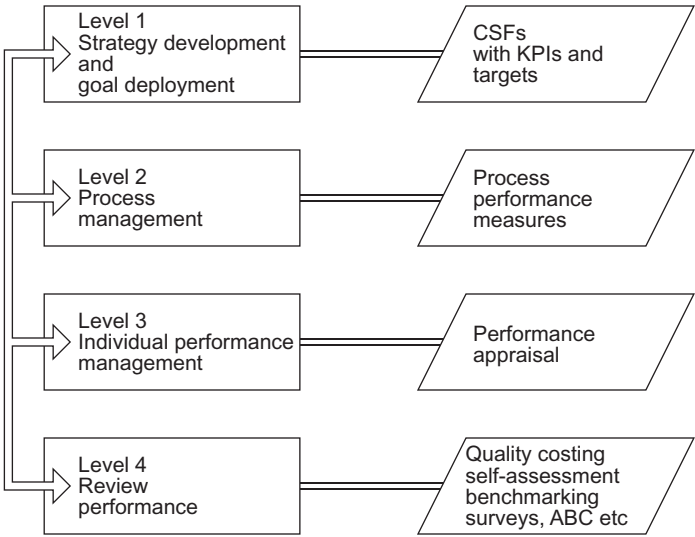 Level 1
Strategy development
and
goal deployment
CSFs
with KPIs and
targets
Level 2
Process
management
Process
performance
measures
Level 3
Individual performance
management
Performance
appraisal
Level 4
Review
performance
Quality costing
self-assessment
benchmarking
surveys, ABC etc